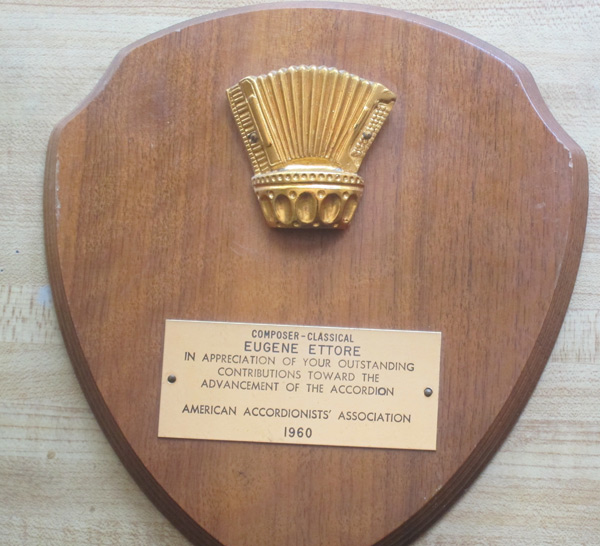 COMPOSER-CLASSICAL
EUGENE ETTORE
IN APPRECIATION OF YOUR OUTSTANDING
CONTRIBUTIONS TOWARD THE
ADVANCEMENT OF THE ACCORDION
AMERICAN ACCORDIONISTS' ASSOCIATION
1960